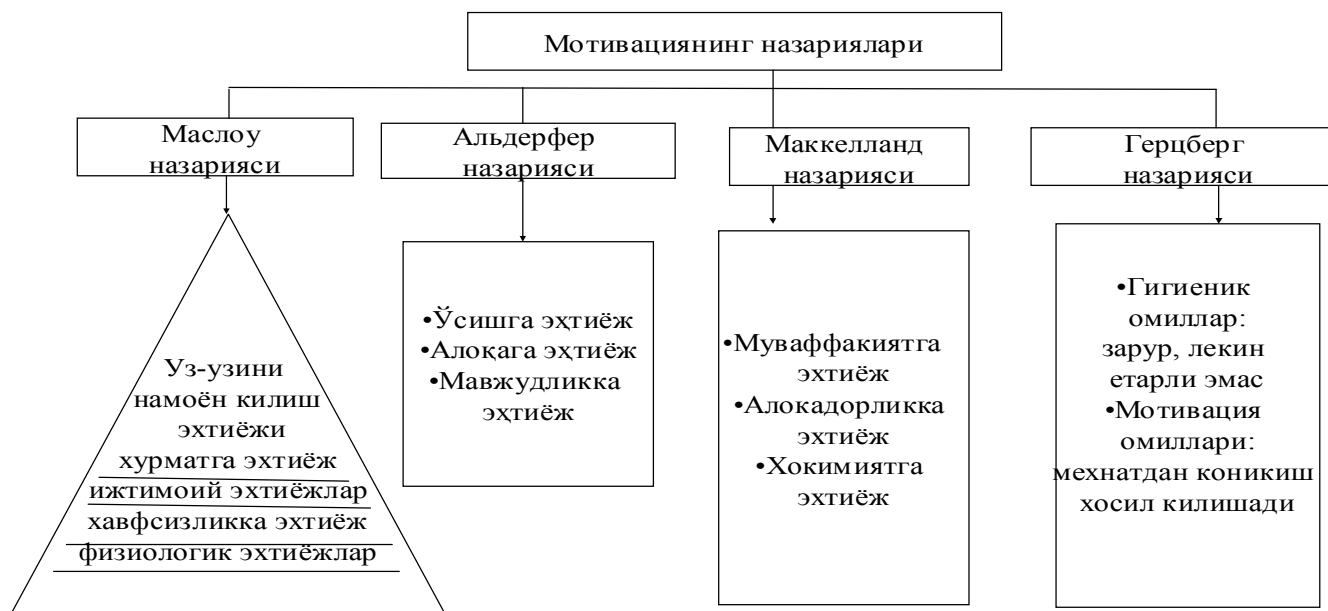 Мотивациянинг назариялари
Маслоу
назарияси
Альдерфер
назарияси
Маккелланд
назарияси
Герцберг
назарияси
Уз-узини
намоён килиш
эхтиёжи
хурматга эхтиёж
ижтимоий эхтиёжлар
хавфсизликка эхтиёж
физиологик эхтиёжлар
•Ўсишга эҳтиёж
•Алоқага эҳтиёж
•Мавжудликка
эҳтиёж
•Муваффакиятга
эхтиёж
•Алокадорликка
эхтиёж
•Хокимиятга
эхтиёж
•Гигиеник
омиллар:
зарур, лекин
етарли эмас
•Мотивация
омиллари:
мехнатдан коникиш
хосил килишади